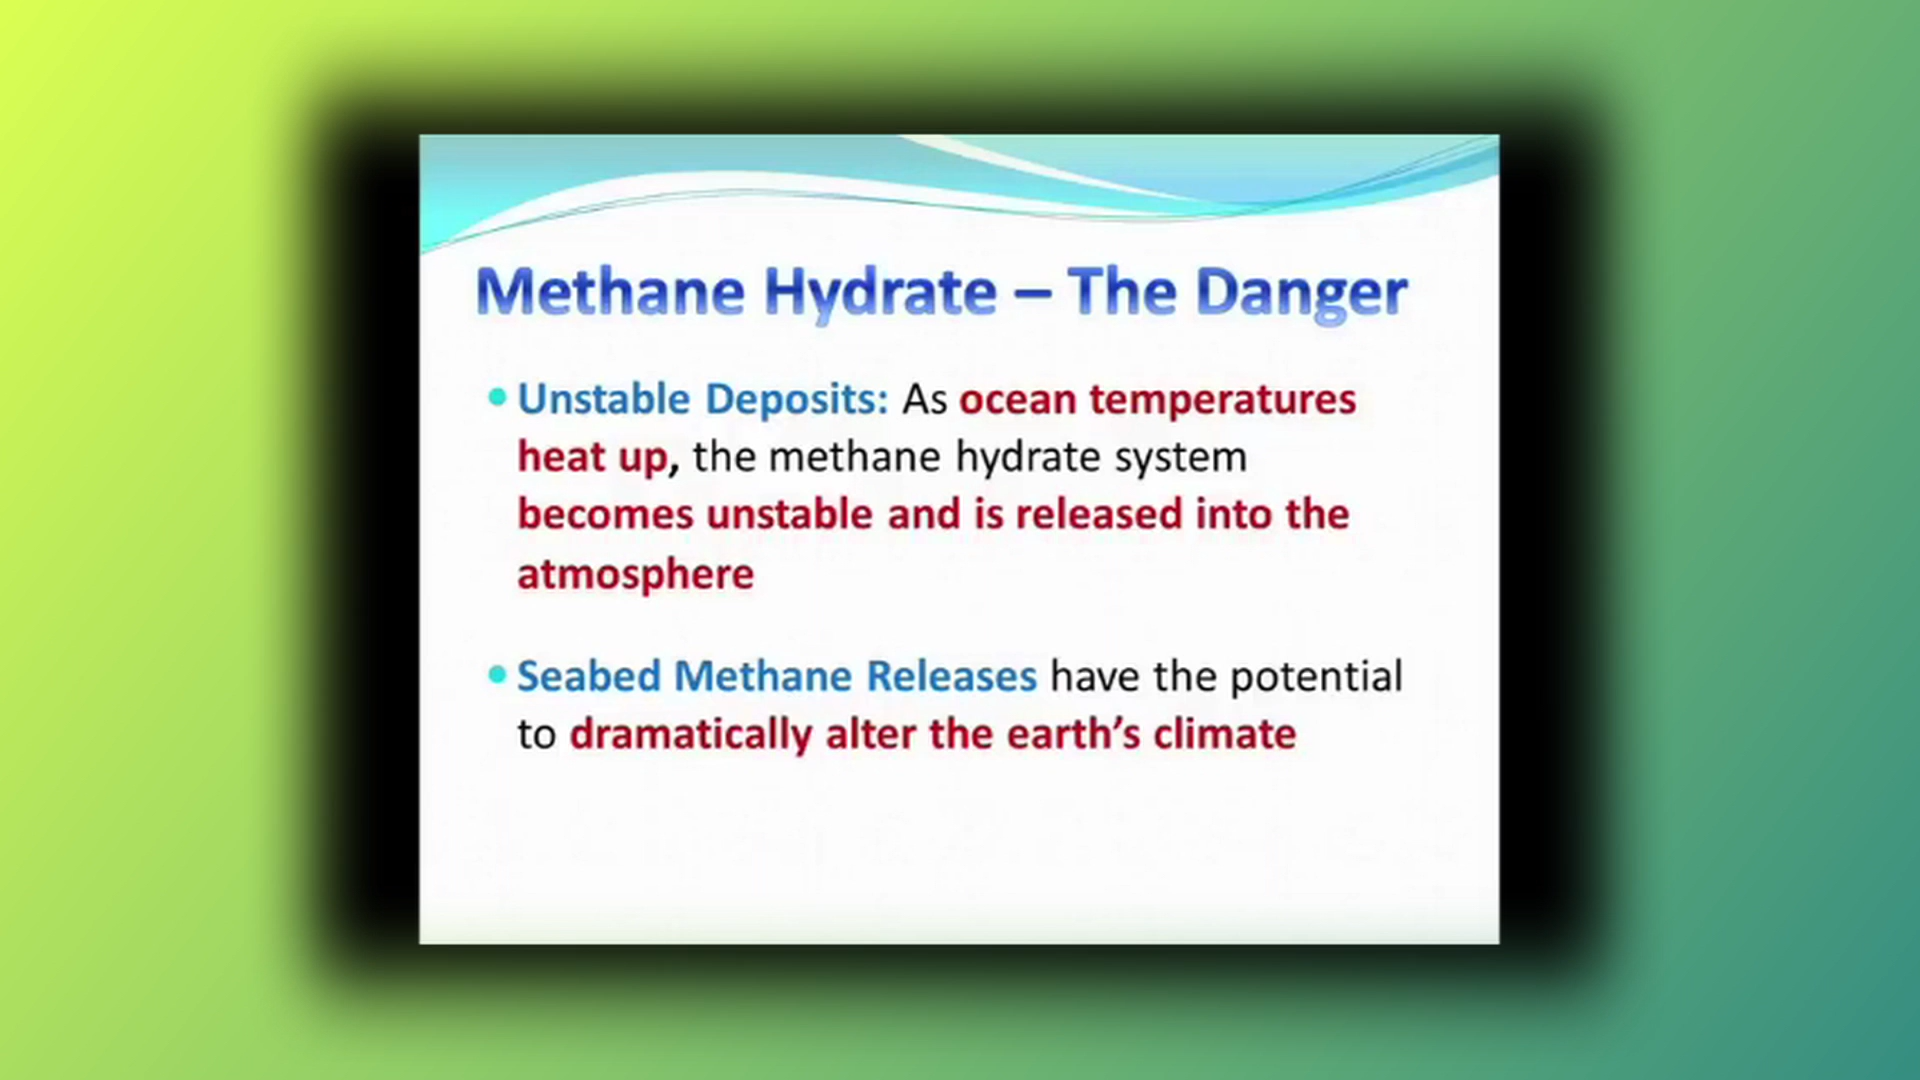 Methane Hydrate – The Danger
• Unstable Deposits: As ocean temperatures
heat up, the methane hydrate system
becomes unstable and is released into the
atmosphere
• Seabed Methane Releases have the potential
to dramatically alter the earth’s climate